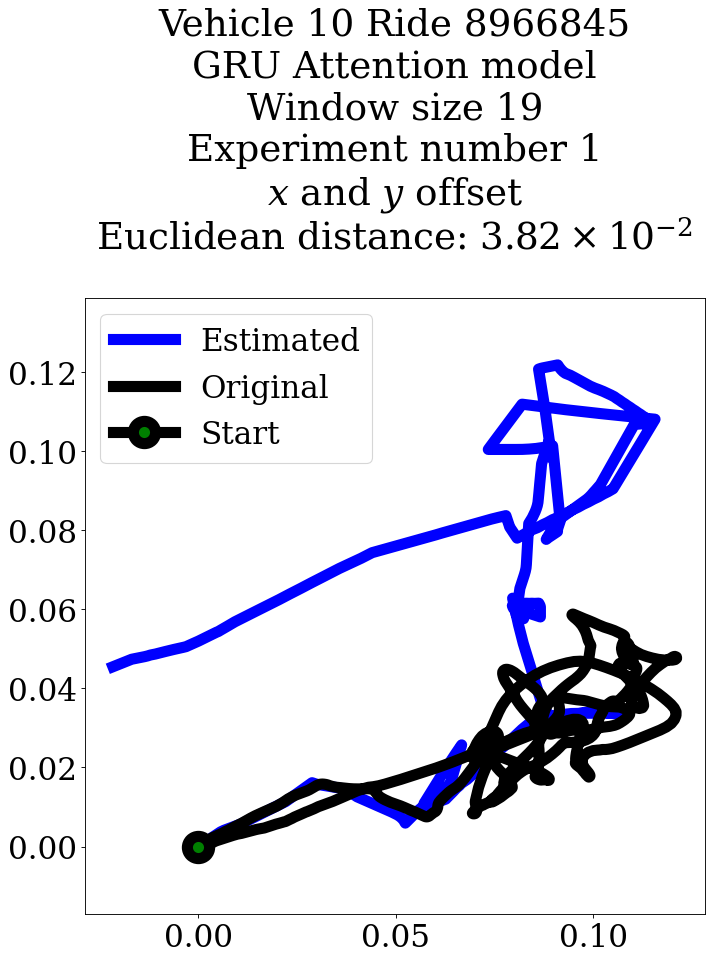 Vehicle 10 Ride 8966845
GRU Attention model
Window size 19
Experiment number 1
x and y offset
Euclidean distance: 3.82 × 10⁻²
Estimated
Original
Start
0.12
0.10
0.08
0.06
0.04
0.02
0.00
0.00 0.05 0.10